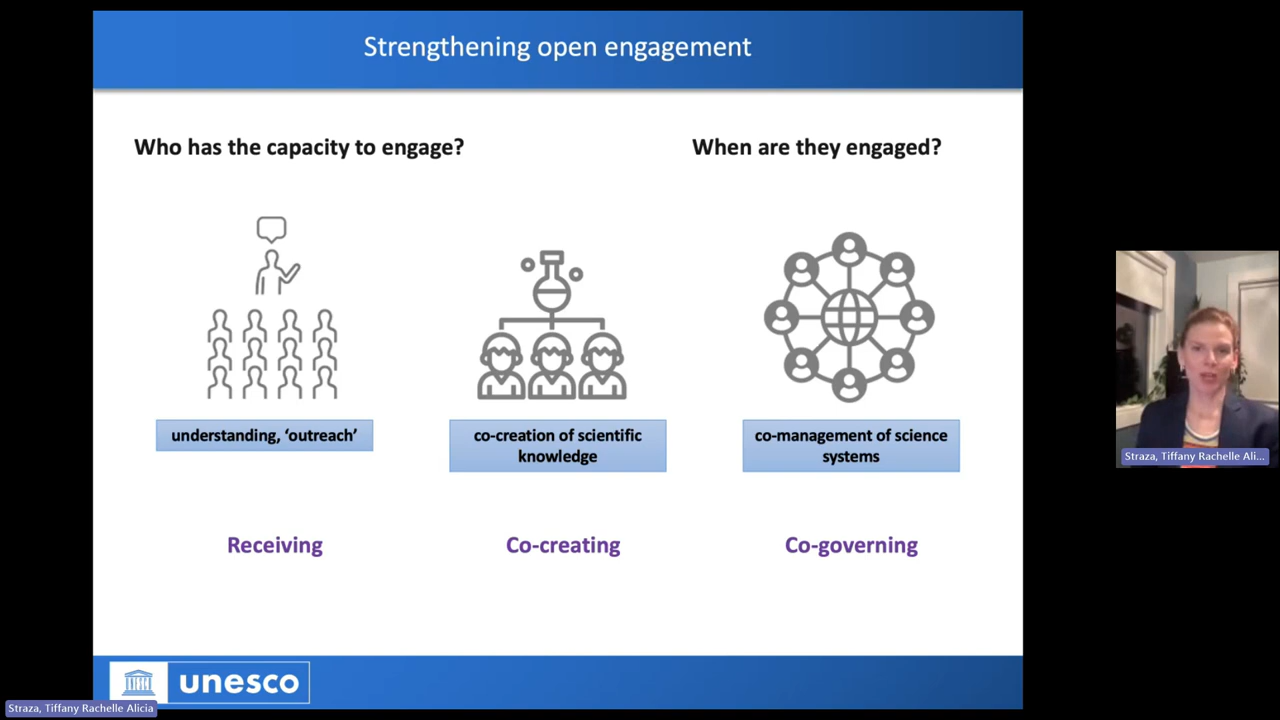 Strengthening open engagement
Who has the capacity to engage?
When are they engaged?
understanding, ‘outreach’
co-creation of scientific
knowledge
co-management of science
systems
Receiving
Co-creating
Co-governing
UNESCO
unesco
Straza, Tiffany Rachelle Alicia
Straza, Tiffany Rachelle Ali...